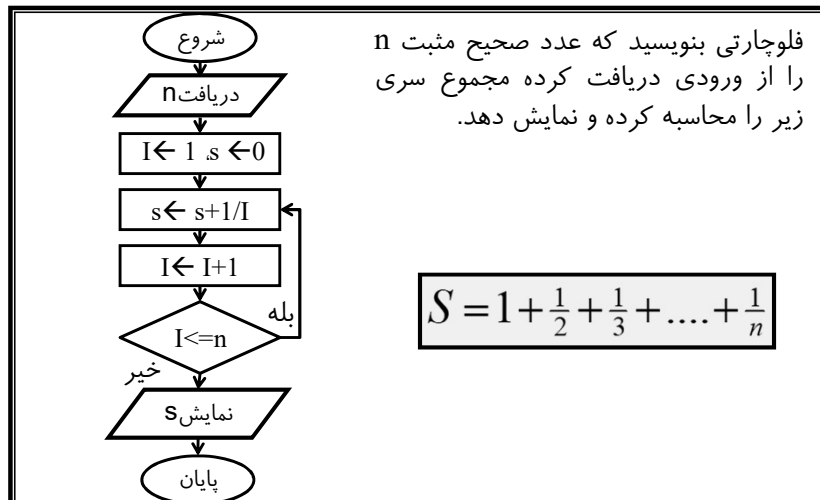 فلوچارتی بنویسید که عدد صحیح مثبت n
را از ورودی دریافت کرده مجموع سری
زیر را محاسبه کرده و نمایش دهد.
S = 1 + 1/2 + 1/3 + .... + 1/n
شروع
دریافتn
I← 1 ،s ←0
s← s+1/I
I← I+1
I<=n
بله
خیر
نمایشs
پایان